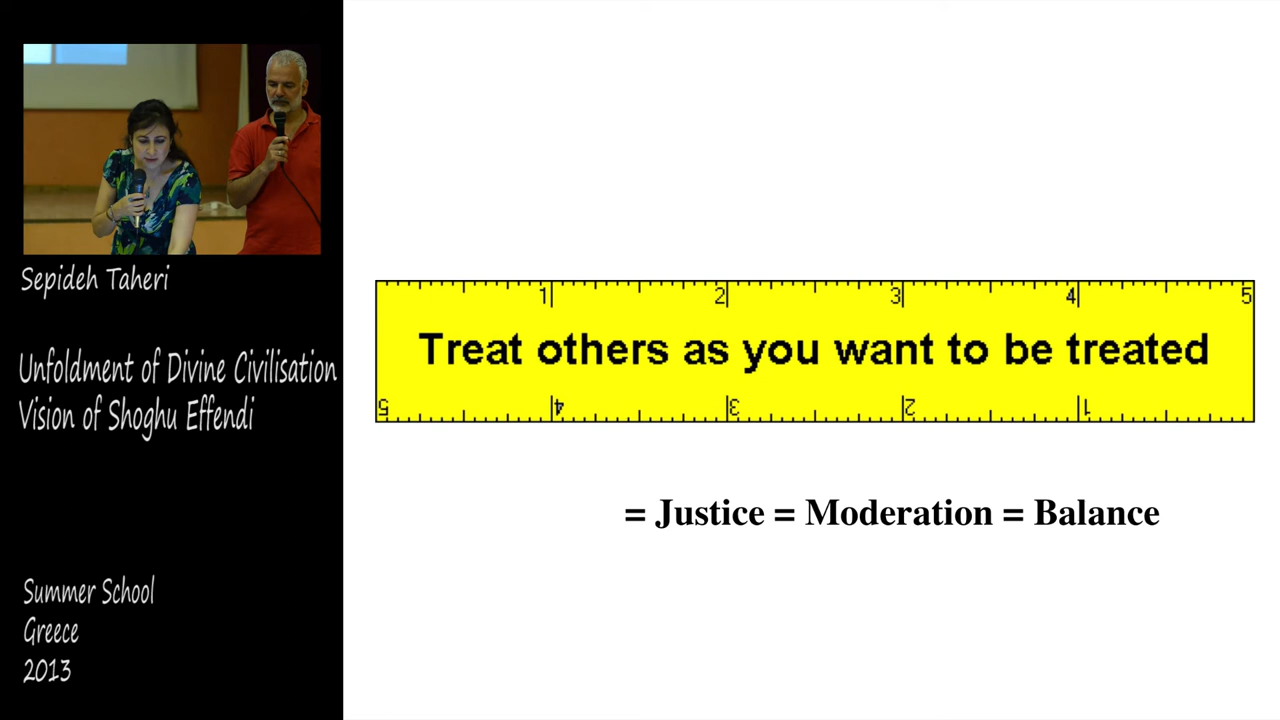 Sepideh Taheri
Unfoldment of Divine Civilisation
Vision of Shoghu Effendi
Summer School
Greece
2013
1 2 3 4 5
Treat others as you want to be treated
5 4 3 2 1
= Justice = Moderation = Balance